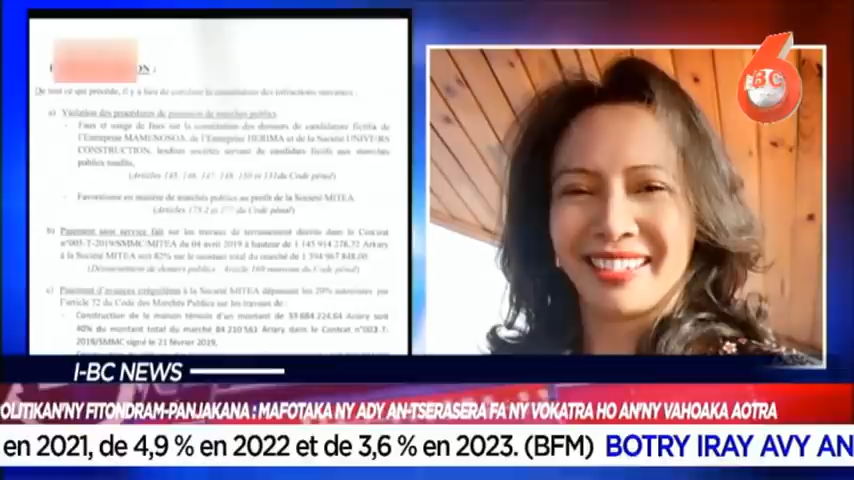 ON :
De tout ce qui précède, il y a lieu de constater la constitution des infractions suivantes :
a) Violation des procédures de passation de marchés publics
- Faux et usage de faux sur la constitution des dossiers de candidature fictifs de
l'Entreprise MAMENOSOA, de l'Entreprise HERIMA et de la Société UNIVERS
CONSTRUCTION, lesdites sociétés servant de candidats fictifs aux marchés
publics
(Articles 145, 146, 147, 148, 150 et 151 du Code pénal)
- Favoritisme en matière de marchés publics au profit de la Société MITEA
(Articles du Code pénal)
b) Paiement sans service fait sur les travaux de terrassement décrits dans le Contrat
n°003-T-2019/SMMC/MITEA du 04 avril 2019 à hauteur de 1 145 914 278,72 Ariary
à la Société MITEA soit 82% sur le montant total du marché 1 394 967 848,00
(Détournement de deniers publics - Article 169 nouveau du Code pénal)
c) Paiement d'avances à la Société MITEA dépassant les 20% autorisées par
l'article 72 du Code des Marchés Publics sur les travaux de :
- Construction de la maison témoin d'un montant de 33 684 224,64 Ariary soit
40% du montant total du marché 84 210 561 Ariary dans le Contrat n°003-T-
2019/SMMC signé le 21 février 2019,
6
BC
I-BC NEWS
OLITIKAN'NY FITONDRAM-PANJAKANA : MAFOTAKA NY ADY AN-TSERASERA FA NY VOKATRA HO AN'NY VAHOAKA AOTRA
en 2021, de 4,9 % en 2022 et de 3,6 % en 2023. (BFM) BOTRY IRAY AVY AN